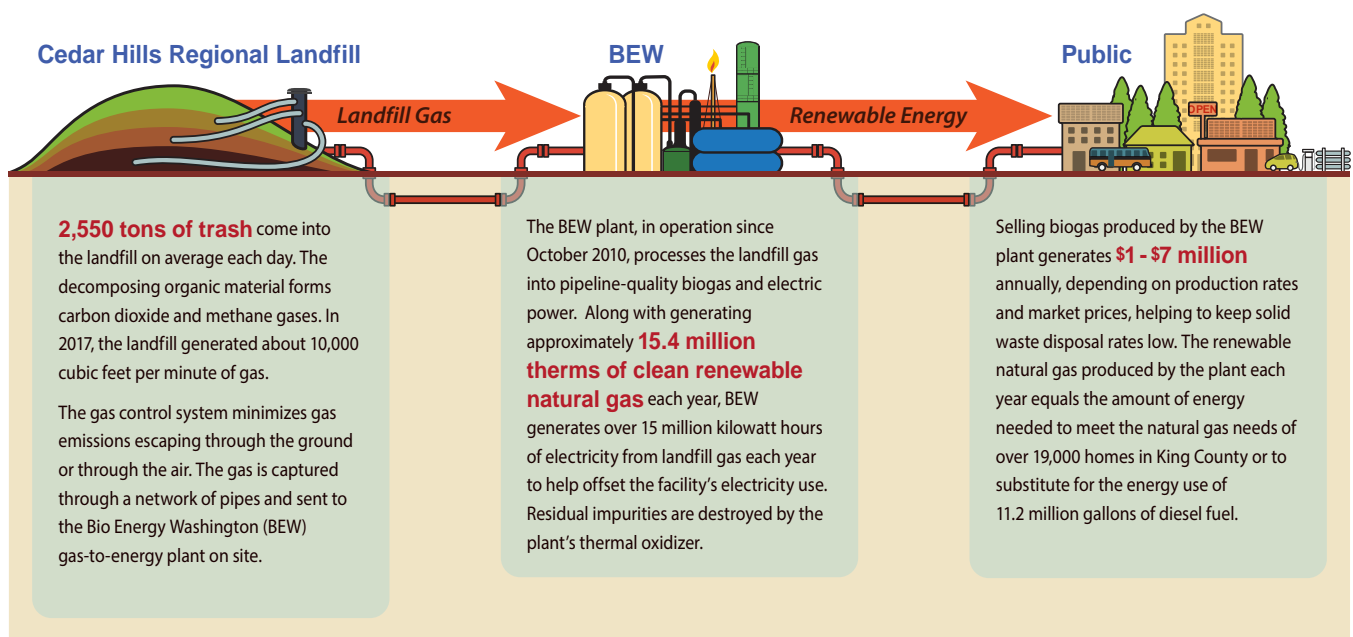 Cedar Hills Regional Landfill
BEW
Public
Landfill Gas
Renewable Energy
OPEN
2,550 tons of trash come into
the landfill on average each day. The
decomposing organic material forms
carbon dioxide and methane gases. In
2017, the landfill generated about 10,000
cubic feet per minute of gas.
The gas control system minimizes gas
emissions escaping through the ground
or through the air. The gas is captured
through a network of pipes and sent to
the Bio Energy Washington (BEW)
gas-to-energy plant on site.
The BEW plant, in operation since
October 2010, processes the landfill gas
into pipeline-quality biogas and electric
power. Along with generating
approximately 15.4 million
therms of clean renewable
natural gas each year, BEW
generates over 15 million kilowatt hours
of electricity from landfill gas each year
to help offset the facility's electricity use.
Residual impurities are destroyed by the
plant's thermal oxidizer.
Selling biogas produced by the BEW
plant generates $1 - $7 million
annually, depending on production rates
and market prices, helping to keep solid
waste disposal rates low. The renewable
natural gas produced by the plant each
year equals the amount of energy
needed to meet the natural gas needs of
over 19,000 homes in King County or to
substitute for the energy use of
11.2 million gallons of diesel fuel.